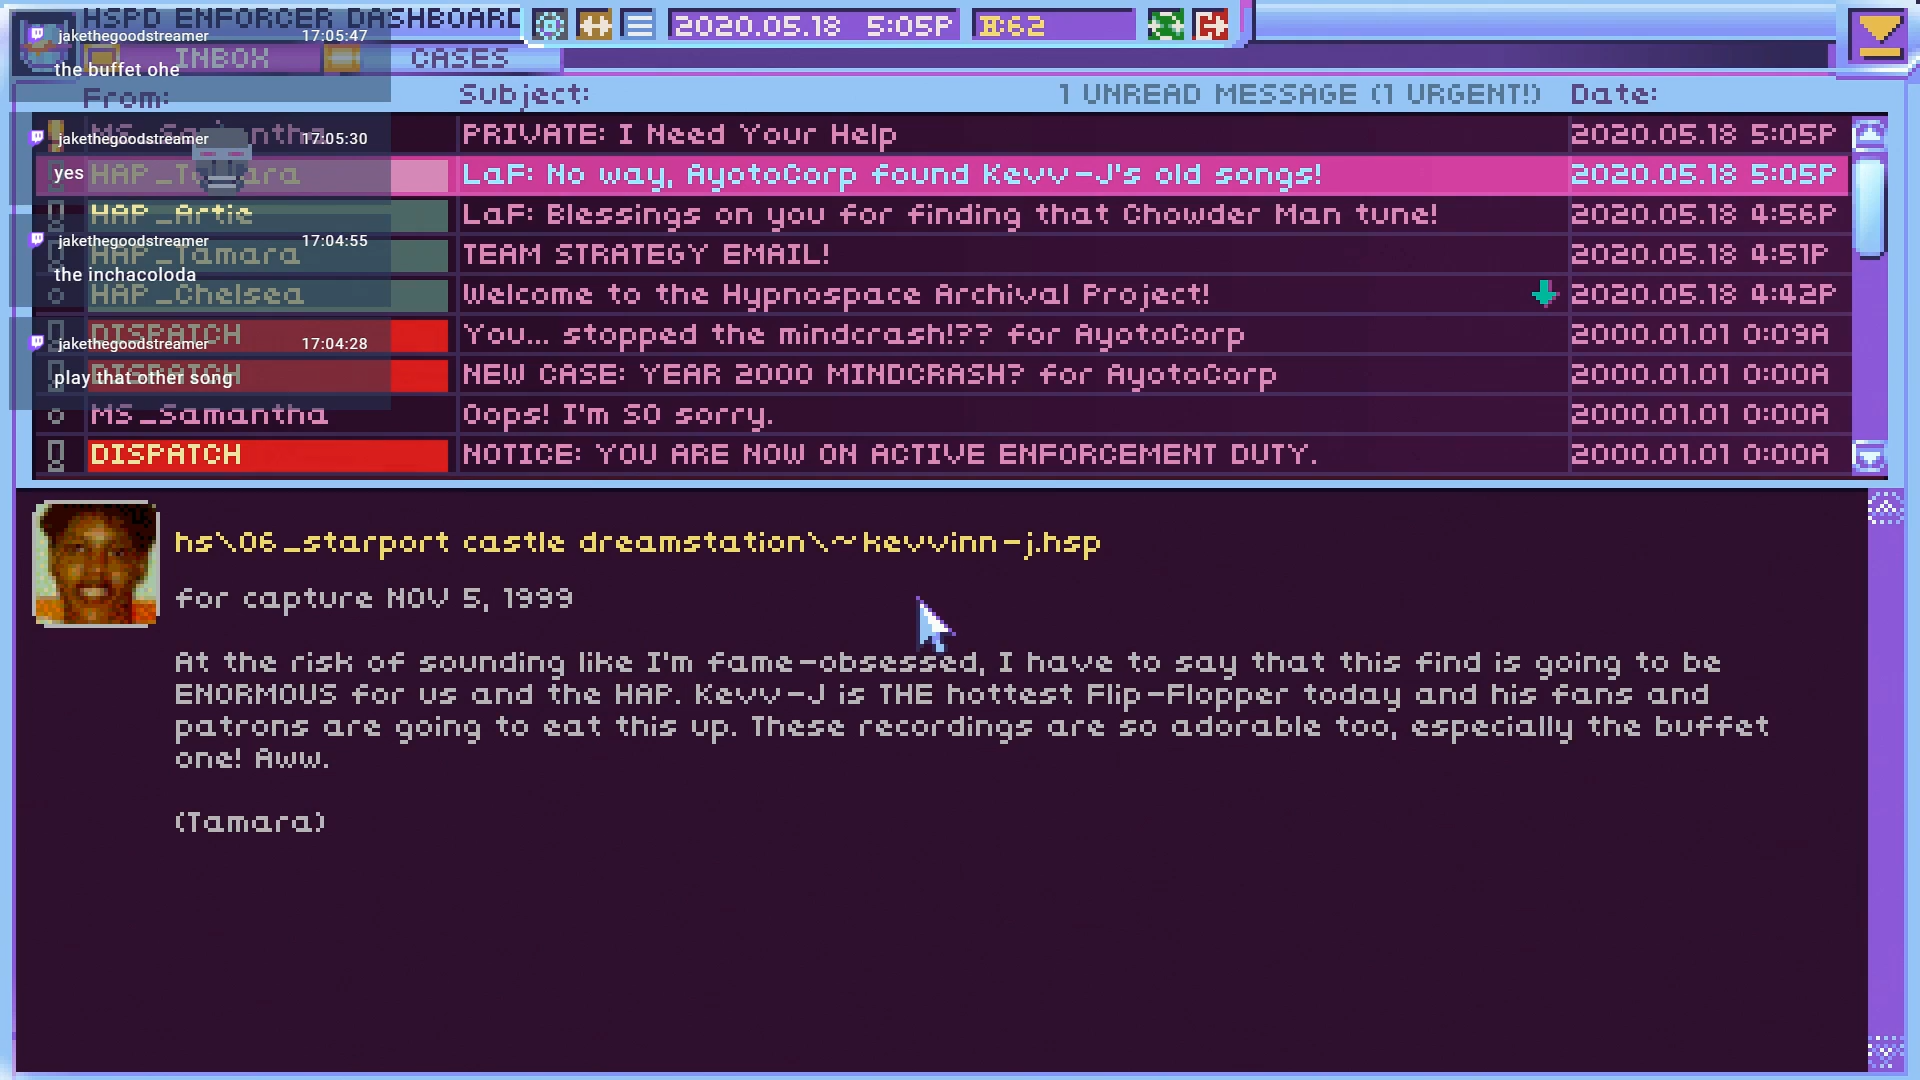 HSPD ENFORCER DASHBOARD
2020.05.18 5:05P
62
jakethegoodstreamer 17:05:47
the buffet ohe
INBOX
CASES
From:
Subject:
1 UNREAD MESSAGE (1 URGENT!)
Date:
MS_Samantha
PRIVATE: I Need Your Help
2020.05.18 5:05P
jakethegoodstreamer 17:05:30
yes
HAP_Tamara
LaF: No way, AyotoCorp found Kevv-J's old songs!
2020.05.18 5:05P
HAP_Artie
LaF: Blessings on you for finding that Chowder Man tune!
2020.05.18 4:56P
jakethegoodstreamer 17:04:55
the inchacoloda
HAP_Tamara
TEAM STRATEGY EMAIL!
2020.05.18 4:51P
HAP_Chelsea
Welcome to the Hypnospace Archival Project!
2020.05.18 4:42P
DISPATCH
You... stopped the mindcrash!?? for AyotoCorp
2000.01.01 0:09A
jakethegoodstreamer 17:04:28
play that other song
DISPATCH
NEW CASE: YEAR 2000 MINDCRASH? for AyotoCorp
2000.01.01 0:00A
MS_Samantha
Oops! I'm SO sorry.
2000.01.01 0:00A
DISPATCH
NOTICE: YOU ARE NOW ON ACTIVE ENFORCEMENT DUTY.
2000.01.01 0:00A
hs\06_starport castle dreamstation\~kevvinn-j.hsp
for capture NOV 5, 1999
At the risk of sounding like I'm fame-obsessed, I have to say that this find is going to be
ENORMOUS for us and the HAP. Kevv-J is THE hottest Flip-Flopper today and his fans and
patrons are going to eat this up. These recordings are so adorable too, especially the buffet
one! Aww.
(Tamara)